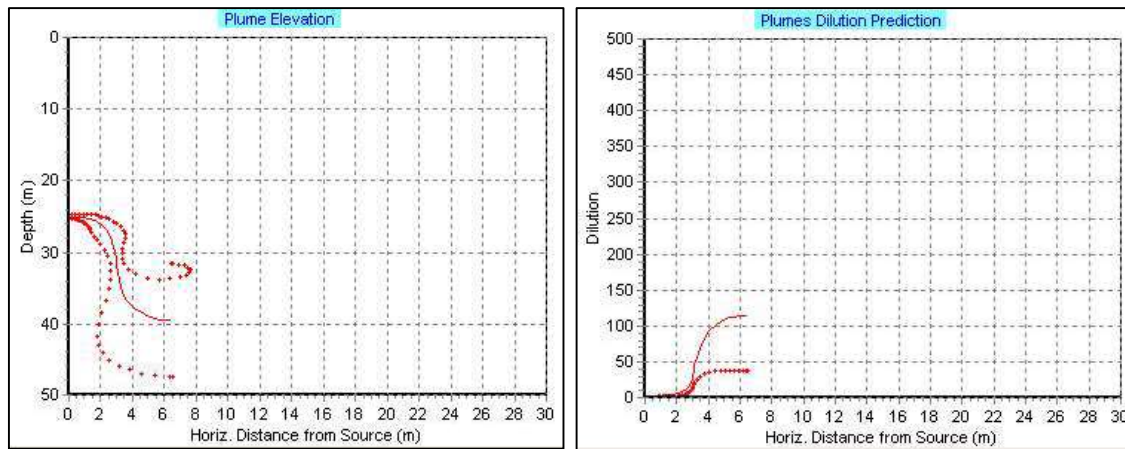 Plume Elevation
0
10
20
30
40
50
Depth (m)
0 2 4 6 8 10 12 14 16 18 20 22 24 26 28 30
Horiz. Distance from Source (m)
Plumes Dilution Prediction
500
450
400
350
300
250
200
150
100
50
0
Dilution
0 2 4 6 8 10 12 14 16 18 20 22 24 26 28 30
Horiz. Distance from Source (m)